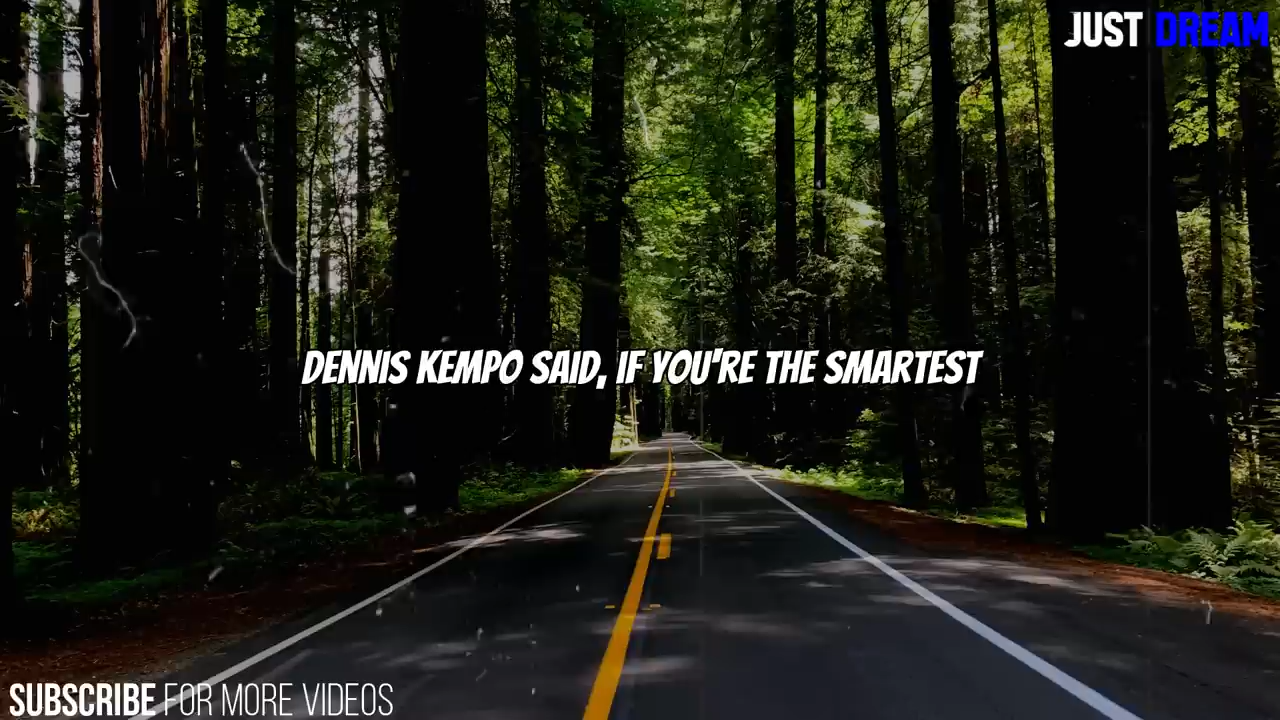 JUST DREAM
DENNIS KEMPO SAID, IF YOU'RE THE SMARTEST
SUBSCRIBE FOR MORE VIDEOS